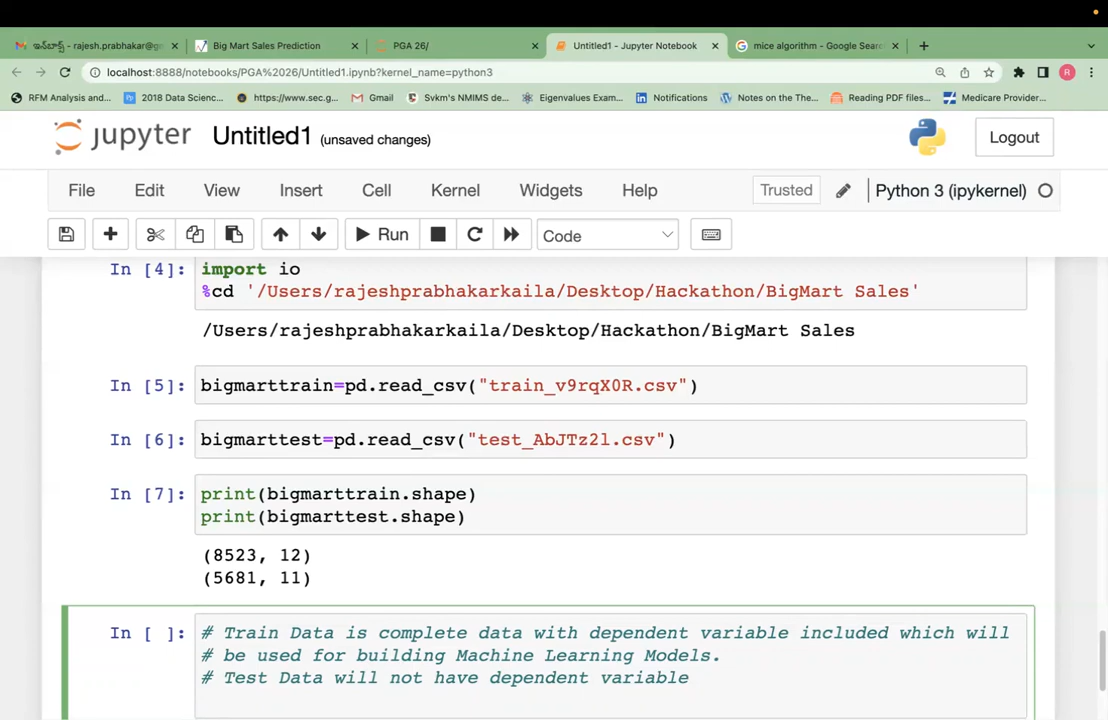 ఇన్‌బాక్స్ - rajesh.prabhakar@g
Big Mart Sales Prediction
PGA 26/
Untitled1 - Jupyter Notebook
mice algorithm - Google Searc
localhost:8888/notebooks/PGA%2026/Untitled1.ipynb?kernel_name=python3
RFM Analysis and...
2018 Data Scienc...
https://www.sec.g...
Gmail
Svkm's NMIMS de...
Eigenvalues Exam...
Notifications
Notes on the The...
Reading PDF files...
Medicare Provider...
jupyter Untitled1 (unsaved changes)
Logout
File Edit View Insert Cell Kernel Widgets Help
Trusted
Python 3 (ipykernel)
Run
Code
In [4]: import io
%cd '/Users/rajeshprabhakarkaila/Desktop/Hackathon/BigMart Sales'
/Users/rajeshprabhakarkaila/Desktop/Hackathon/BigMart Sales
In [5]: bigmarttrain=pd.read_csv("train_v9rqX0R.csv")
In [6]: bigmarttest=pd.read_csv("test_AbJTz2l.csv")
In [7]: print(bigmarttrain.shape)
print(bigmarttest.shape)
(8523, 12)
(5681, 11)
In [ ]: # Train Data is complete data with dependent variable included which will
# be used for building Machine Learning Models.
# Test Data will not have dependent variable